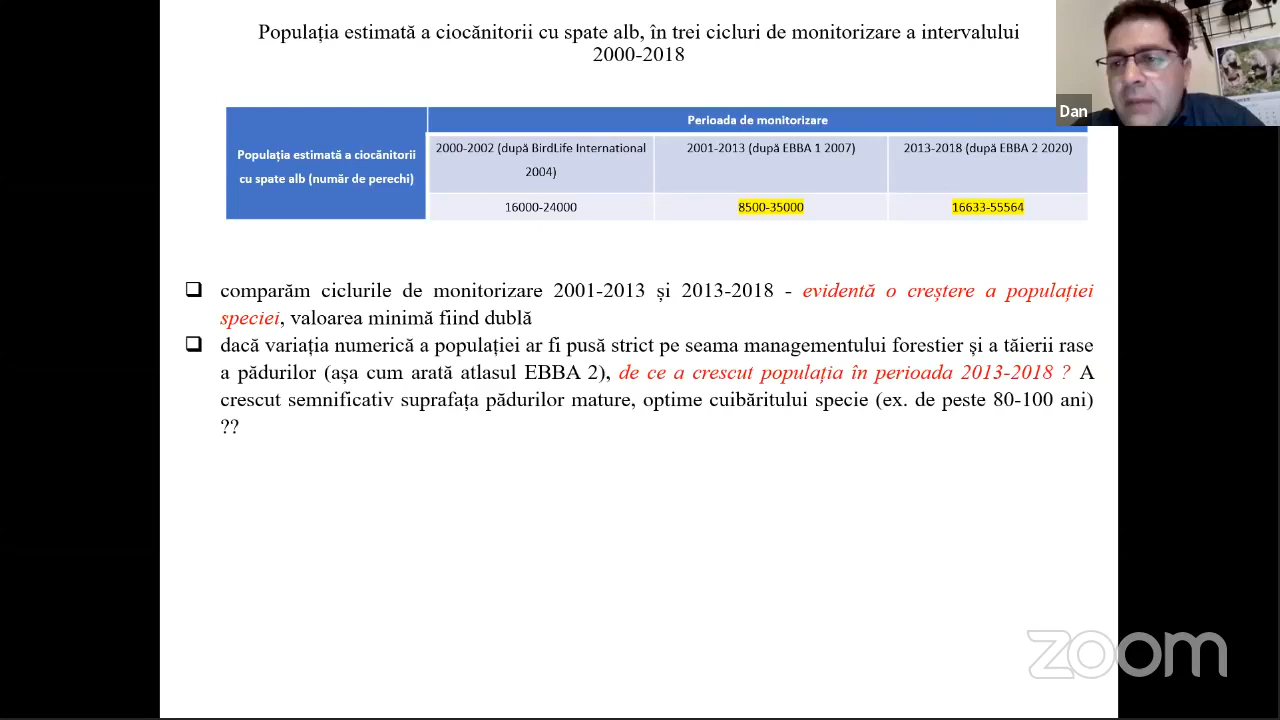 Populația estimată a ciocănitorii cu spate alb, în trei cicluri de monitorizare a intervalului
2000-2018
Dan
Perioada de monitorizare
Populația estimată a ciocănitorii
cu spate alb (număr de perechi)
2000-2002 (după BirdLife International
2004)
2001-2013 (după EBBA 1 2007)
2013-2018 (după EBBA 2 2020)
16000-24000
8500-35000
16633-55564
comparăm ciclurile de monitorizare 2001-2013 și 2013-2018 - evidentă o creștere a populației
speciei, valoarea minimă fiind dublă
dacă variația numerică a populației ar fi pusă strict pe seama managementului forestier și a tăierii rase
a pădurilor (așa cum arată atlasul EBBA 2), de ce a crescut populația în perioada 2013-2018 ? A
crescut semnificativ suprafața pădurilor mature, optime cuibăritului specie (ex. de peste 80-100 ani)
??
zoom